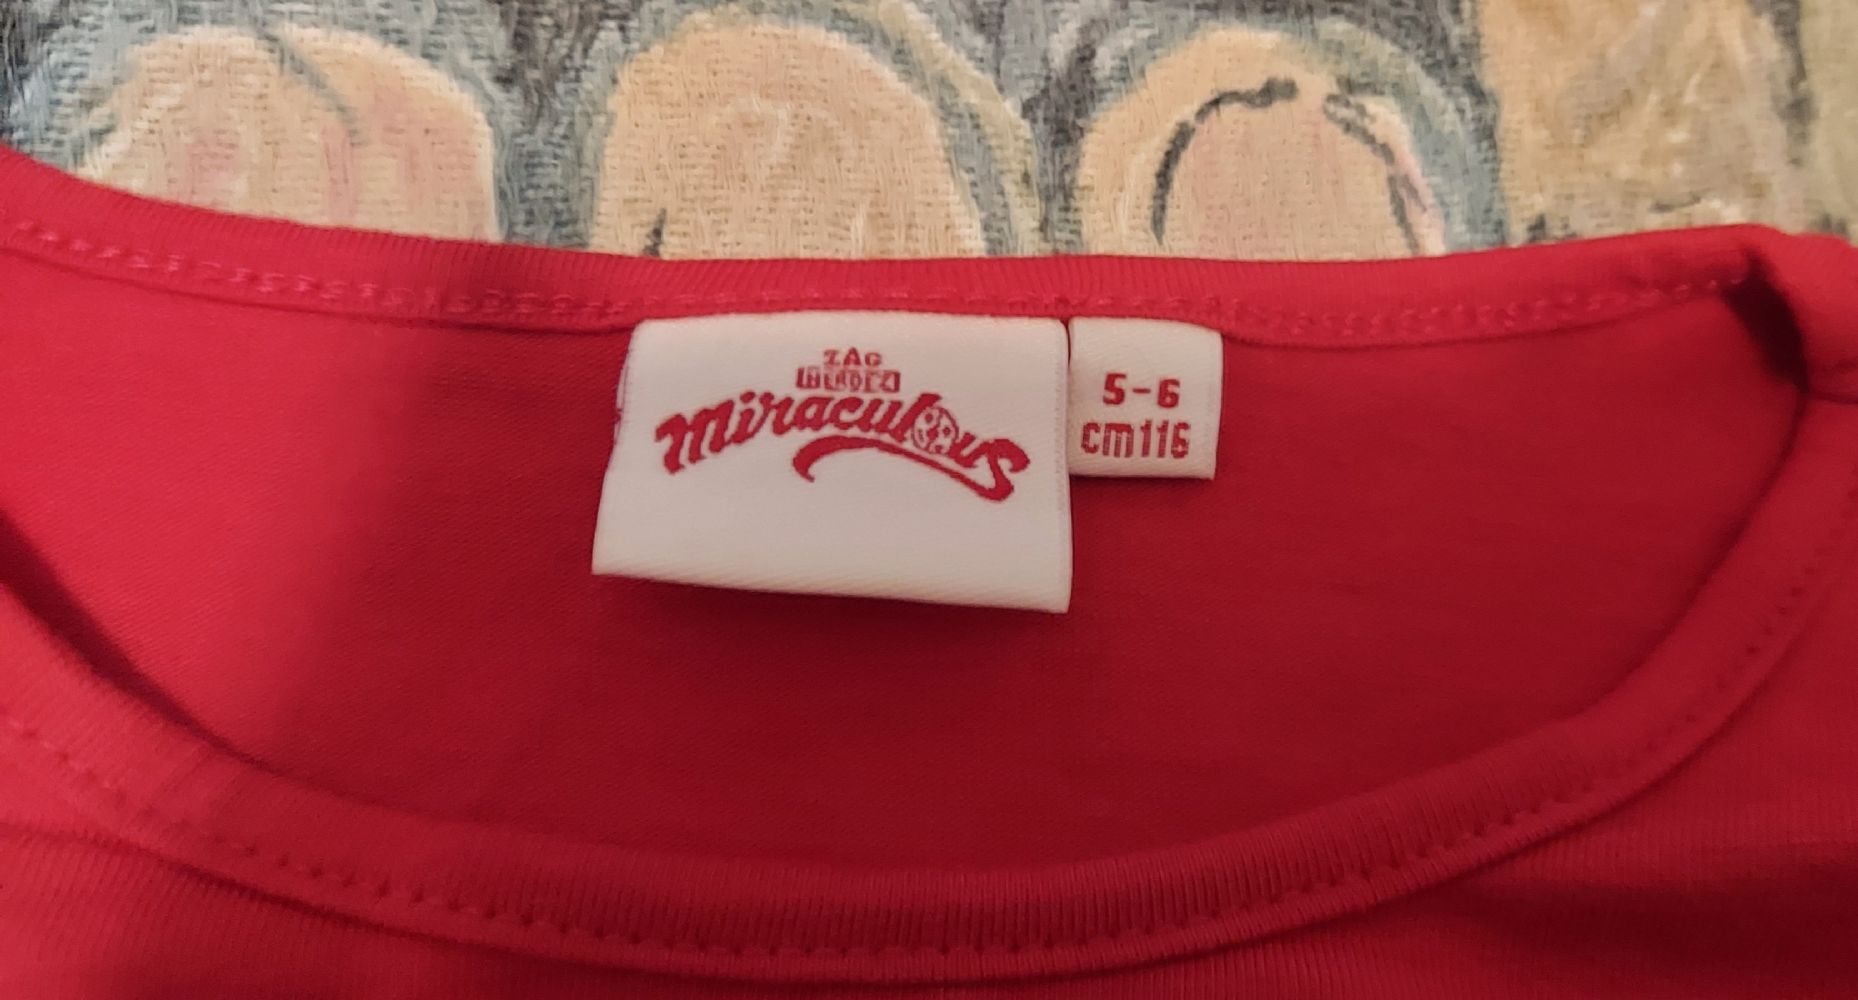 ZAG
HEROEZ
Miraculous
5-6
cm116